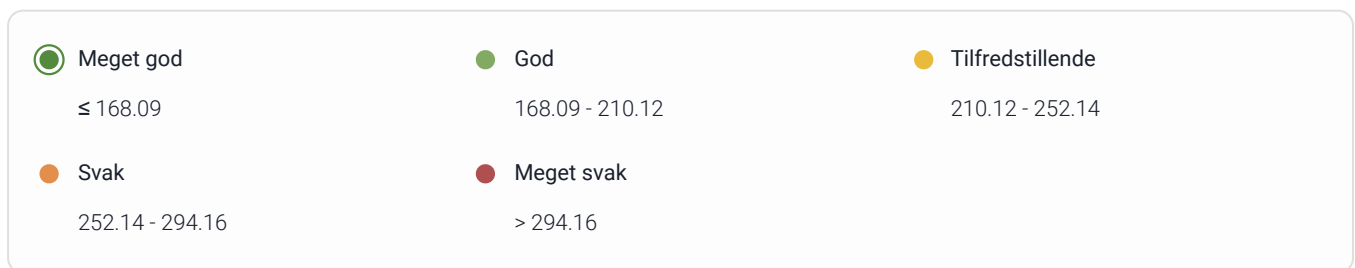 Meget god
God
Tilfredstillende
≤ 168.09
168.09 - 210.12
210.12 - 252.14
Svak
Meget svak
252.14 - 294.16
> 294.16